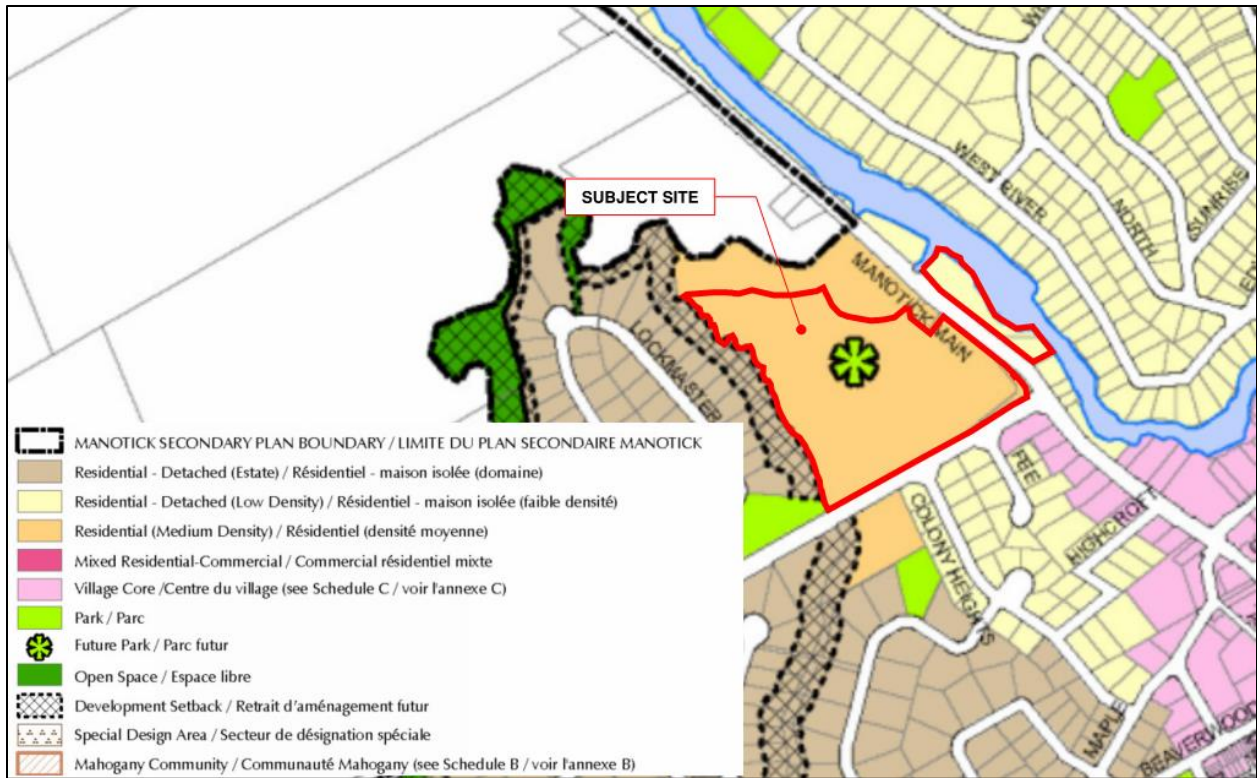 WEST RIVER
NORTH
SUNRISE
SUBJECT SITE
MANOTICK MAIN
LOCKMASTER
FÉE
HIGHCROFT
COLONY HEIGHTS
MAPLE
BEAVERWOOD
MANOTICK SECONDARY PLAN BOUNDARY / LIMITE DU PLAN SECONDAIRE MANOTICK
Residential - Detached (Estate) / Résidentiel - maison isolée (domaine)
Residential - Detached (Low Density) / Résidentiel - maison isolée (faible densité)
Residential (Medium Density) / Résidentiel (densité moyenne)
Mixed Residential-Commercial / Commercial résidentiel mixte
Village Core /Centre du village (see Schedule C / voir l'annexe C)
Park / Parc
Future Park / Parc futur
Open Space / Espace libre
Development Setback / Retrait d'aménagement futur
Special Design Area / Secteur de désignation spéciale
Mahogany Community / Communauté Mahogany (see Schedule B / voir l'annexe B)